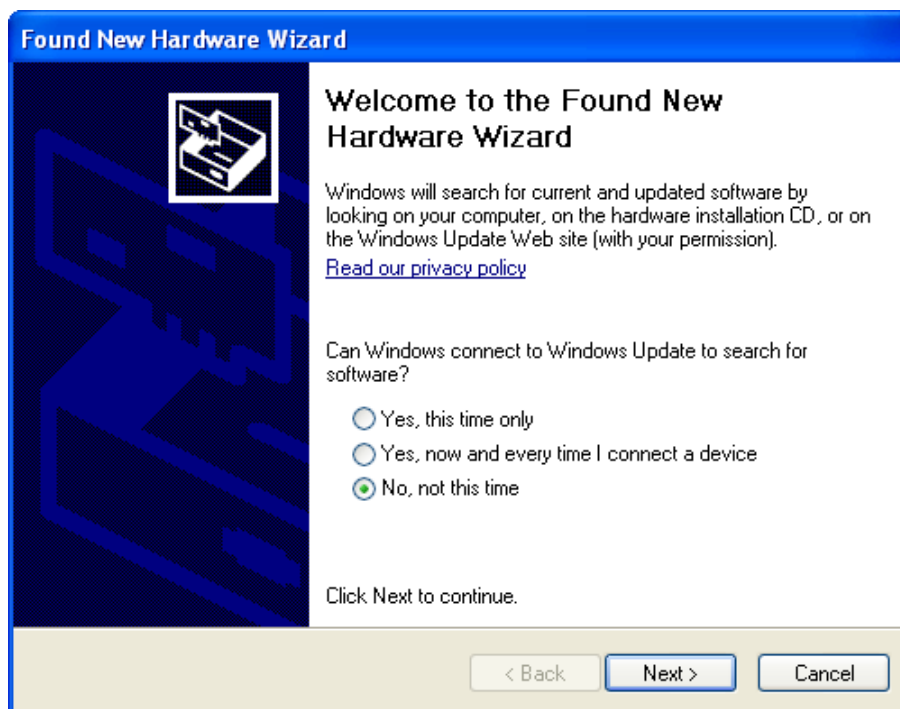 Found New Hardware Wizard
Welcome to the Found New
Hardware Wizard
Windows will search for current and updated software by
looking on your computer, on the hardware installation CD, or on
the Windows Update Web site (with your permission).
Read our privacy policy
Can Windows connect to Windows Update to search for
software?
Yes, this time only
Yes, now and every time I connect a device
No, not this time
Click Next to continue.
< Back
Next >
Cancel